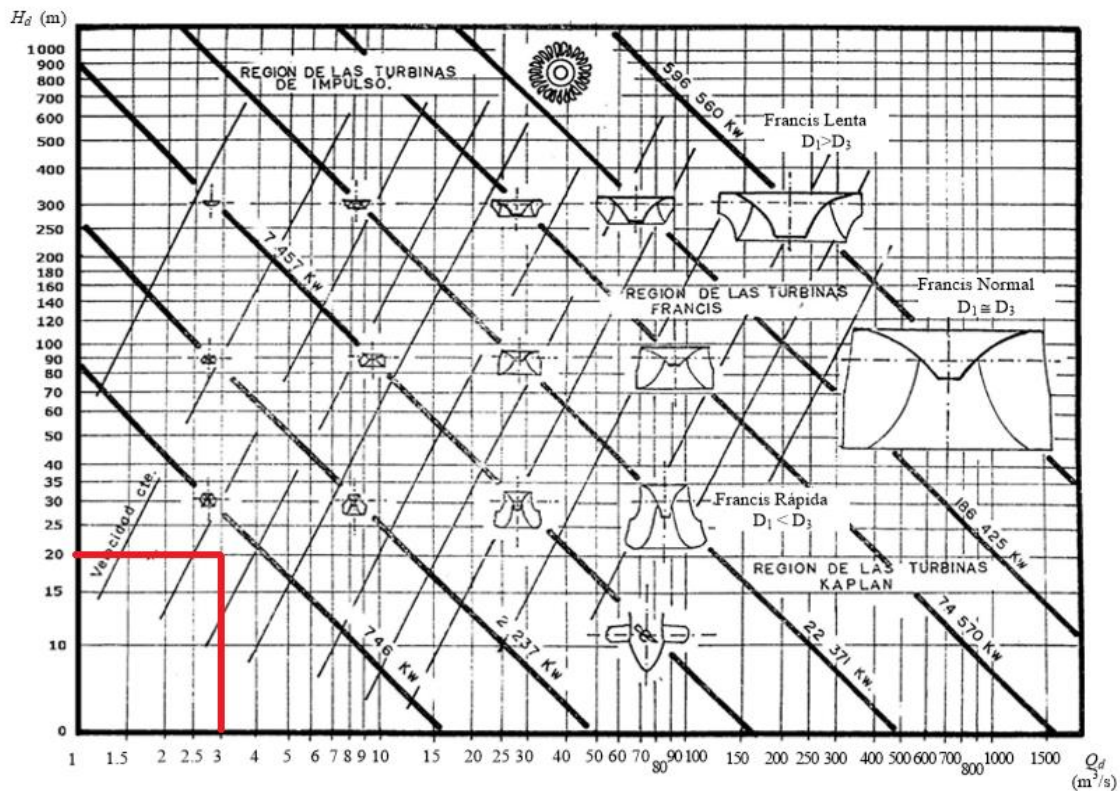 H_d (m)
1000
900
800
700
600
500
400
300
250
200
180
160
140
120
100
90
80
70
60
50
40
35
30
25
20
15
10
0
REGION DE LAS TURBINAS
DE IMPULSO.
596 560 KW
Francis Lenta
D₁>D₃
7 457 KW
REGION DE LAS TURBINAS
FRANCIS
Francis Normal
D₁≅D₃
Velocidad cte.
Francis Rápida
D₁ < D₃
186 425 KW
REGION DE LAS TURBINAS
KAPLAN
746 KW
2 237 KW
22 371 KW.
74 570 KW
1 1.5 2 2.5 3 4 5 6 7 8 9 10 15 20 25 30 40 50 60 70 80 90 100 150 200 300 400 500 600 700 800 1000 1500 Q_d
(m³/s)